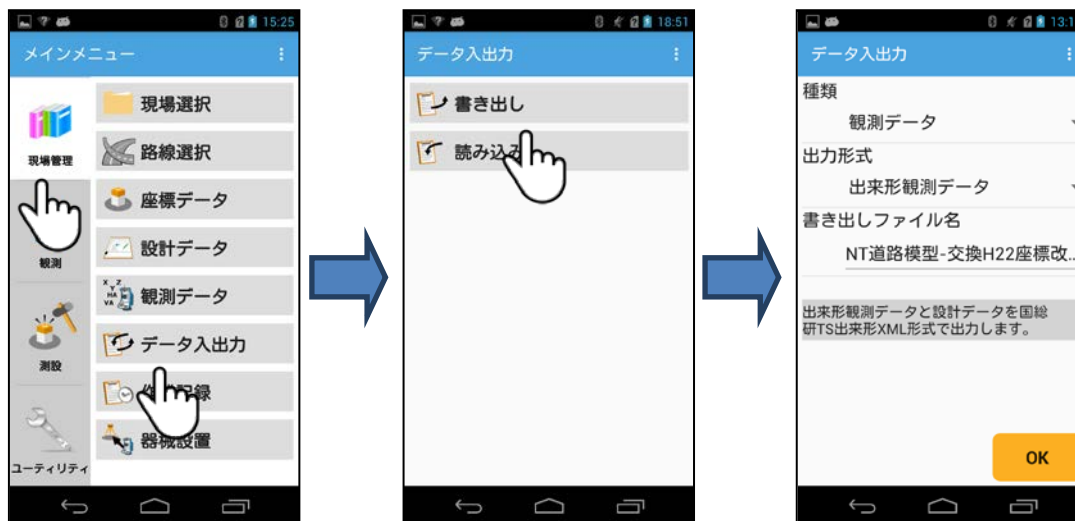 15:25
メインメニュー
現場管理
観測
測設
ユーティリティ
現場選択
路線選択
座標データ
設計データ
X Y Z
HA
VA
観測データ
データ入出力
記録
器械設置
18:51
データ入出力
書き出し
読み込み
13:1
データ入出力
種類
観測データ
出力形式
出来形観測データ
書き出しファイル名
NT道路模型-交換H22座標改...
出来形観測データと設計データを国総
研TS出来形XML形式で出力します。
OK